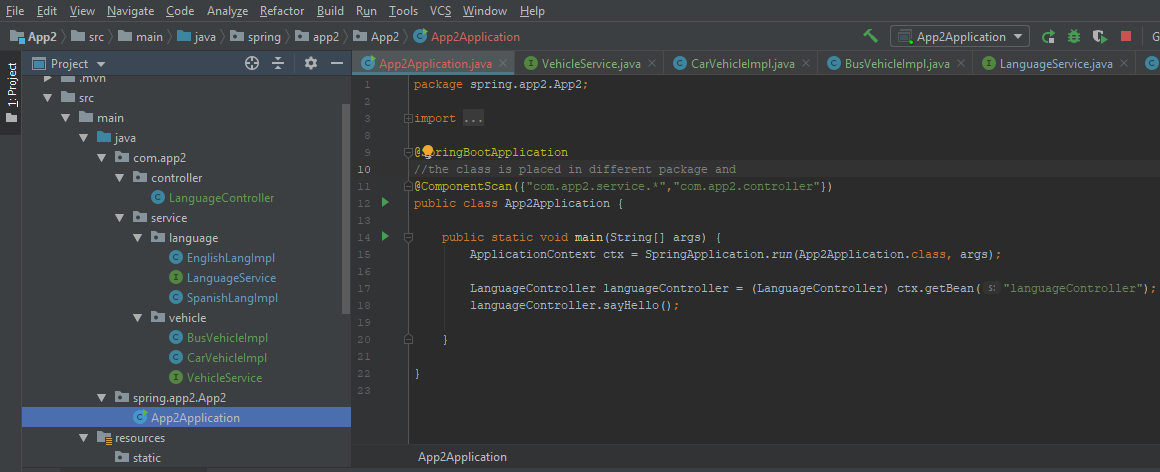 File Edit View Navigate Code Analyze Refactor Build Run Tools VCS Window Help
App2 src main java spring app2 App2 App2Application App2Application G
1: Project
Project App2Application.java VehicleService.java CarVehicleImpl.java BusVehicleImpl.java LanguageService.java
.mvn
src
main
java
com.app2
controller
LanguageController
service
language
EnglishLangImpl
LanguageService
SpanishLangImpl
vehicle
BusVehicleImpl
CarVehicleImpl
VehicleService
spring.app2.App2
App2Application
resources
static
1 package spring.app2.App2;
2
3 import ...
8
9 @SpringBootApplication
10 //the class is placed in different package and
11 @ComponentScan({"com.app2.service.*","com.app2.controller"})
12 public class App2Application {
13
14 public static void main(String[] args) {
15 ApplicationContext ctx = SpringApplication.run(App2Application.class, args);
16
17 LanguageController languageController = (LanguageController) ctx.getBean( s: "languageController");
18 languageController.sayHello();
19
20 }
21
22 }
23
App2Application